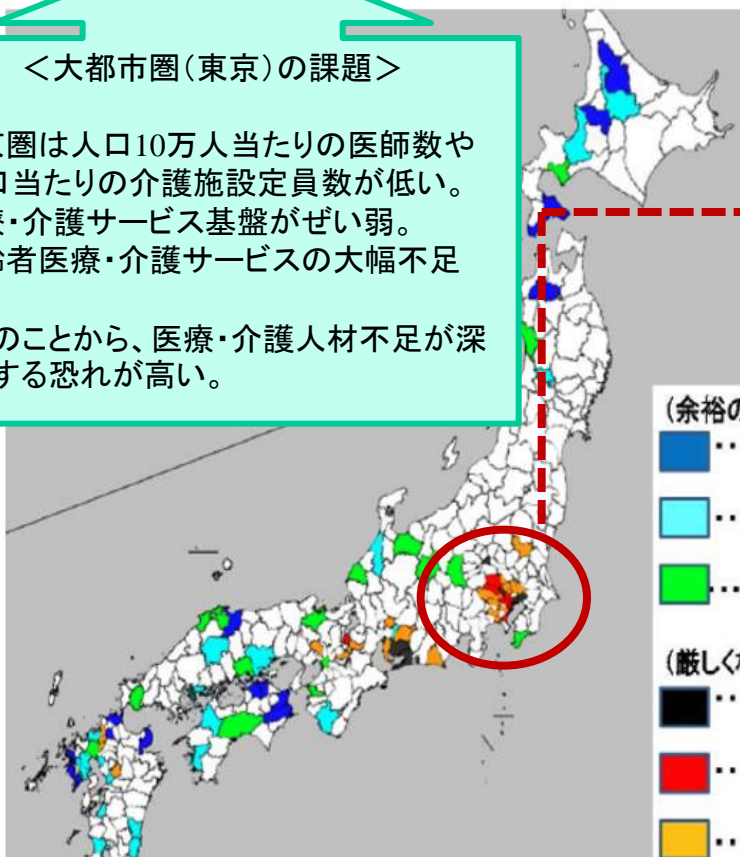 ＜大都市圏（東京）の課題＞
圏は人口10万人当たりの医師数や
当たりの介護施設定員数が低い。
・介護サービス基盤がぜい弱。
者医療・介護サービスの大幅不足
のことから、医療・介護人材不足が深
する恐れが高い。
（余裕の
‥
‥
‥
（厳しく
‥
‥
‥